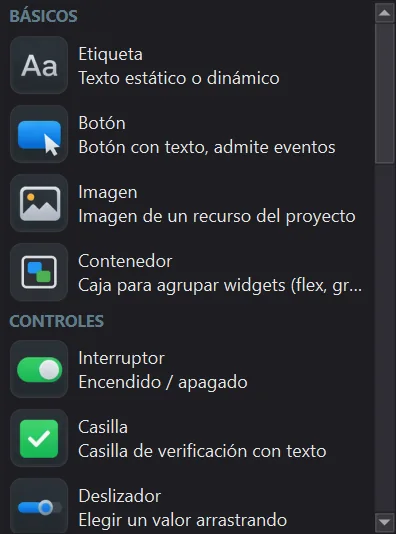 BÁSICOS
Aa
Etiqueta
Texto estático o dinámico
Botón
Botón con texto, admite eventos
Imagen
Imagen de un recurso del proyecto
Contenedor
Caja para agrupar widgets (flex, gr...
CONTROLES
Interruptor
Encendido / apagado
Casilla
Casilla de verificación con texto
Deslizador
Elegir un valor arrastrando